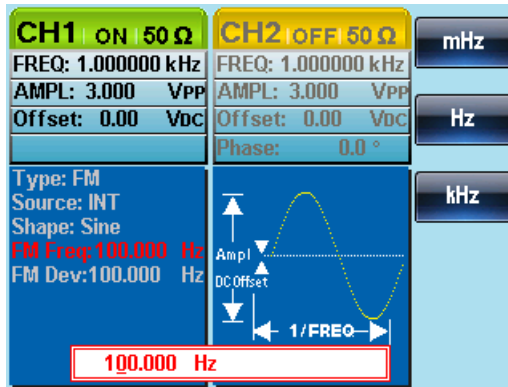 CH1 ON 50 Ω
FREQ: 1.000000 kHz
AMPL: 3.000 VPP
Offset: 0.00 VDC
CH2 OFF 50 Ω
FREQ: 1.000000 kHz
AMPL: 3.000 VPP
Offset: 0.00 VDC
Phase: 0.0 °
mHz
Hz
kHz
Type: FM
Source: INT
Shape: Sine
FM Freq:100.000 Hz
FM Dev:100.000 Hz
Ampl
DC Offset
1/FREQ
100.000 Hz